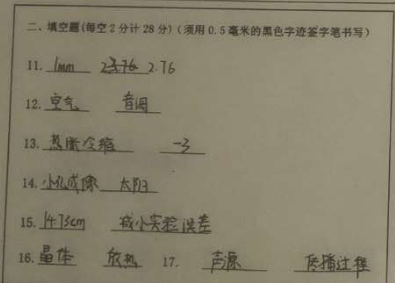 二、填空题(每空2分计28分)(须用0.5毫米的黑色字迹签字笔书写)
11. 1mm 2.76
12. 空气 音调
13. 热胀冷缩 -3
14. 小孔成像 太阳
15. 14.73cm 减小实验误差
16. 晶体 放热 17. 声源 传播过程